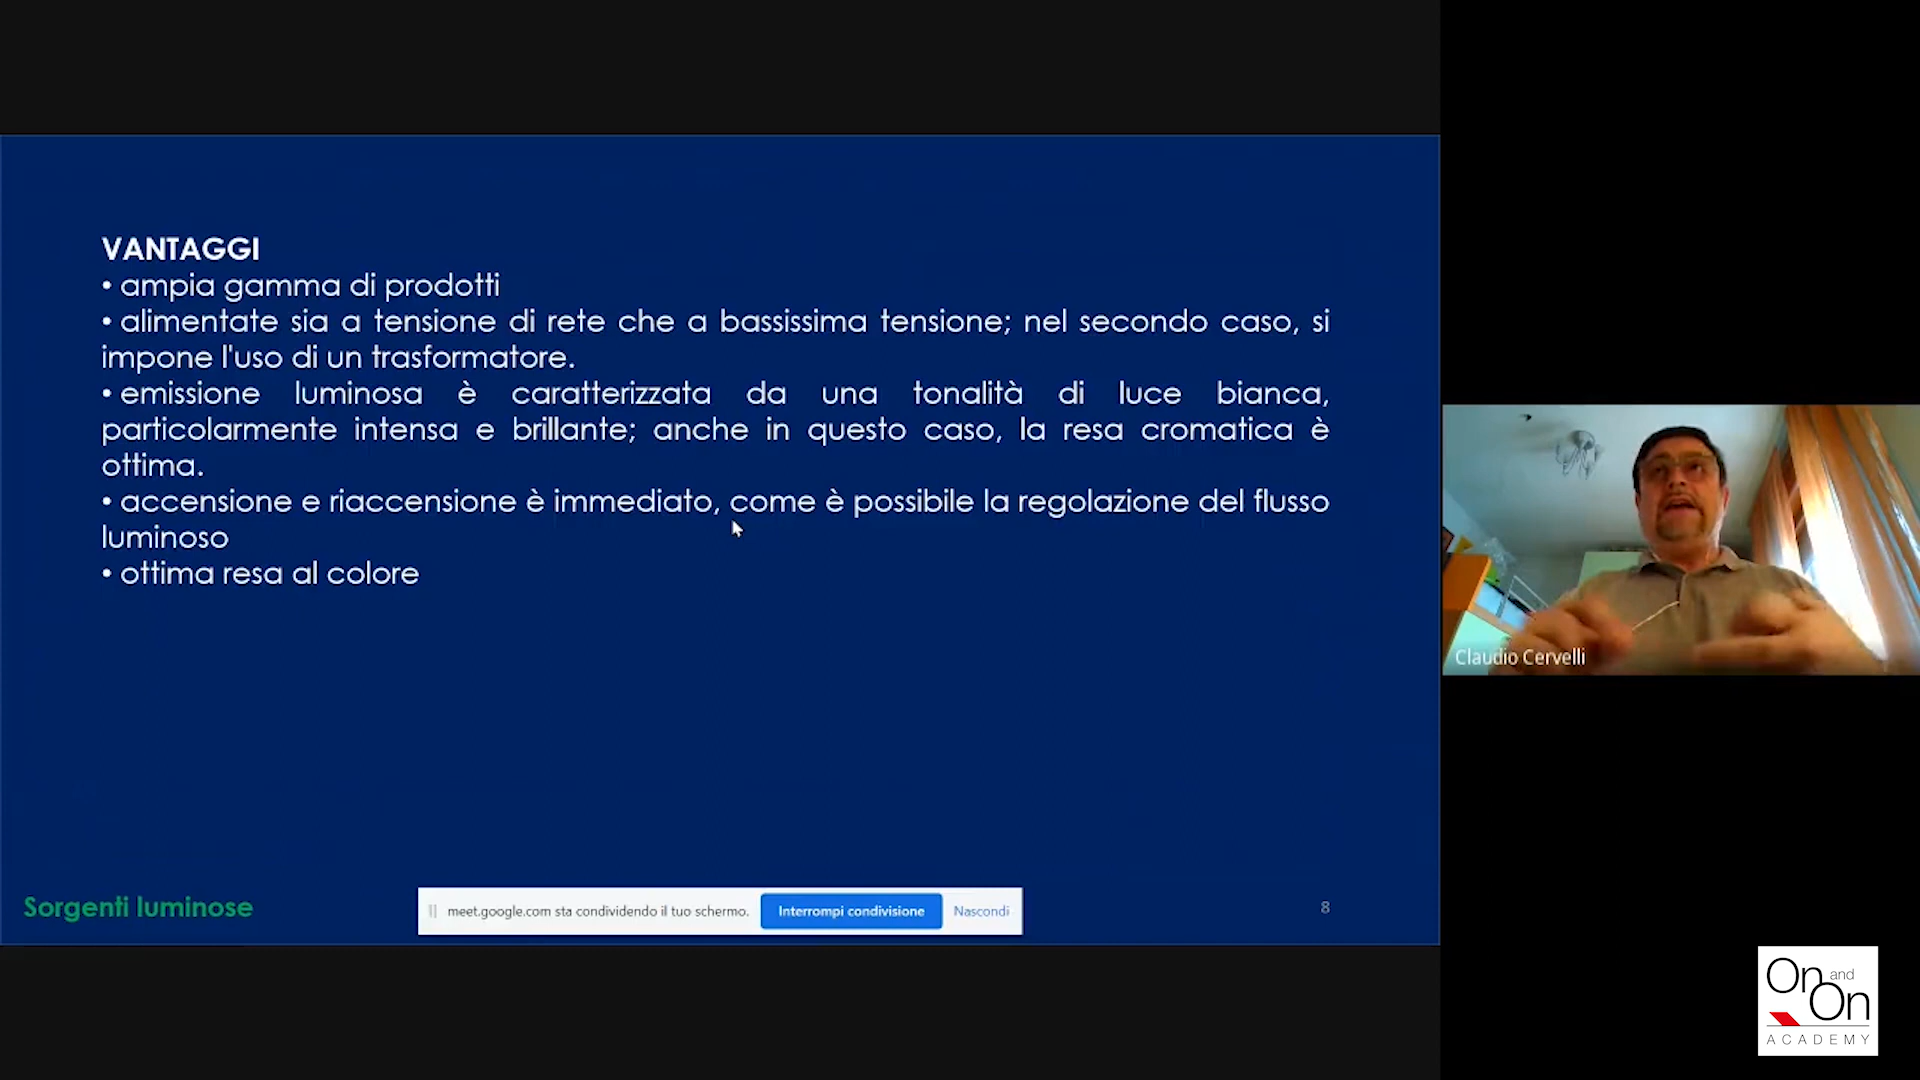 VANTAGGI
• ampia gamma di prodotti
• alimentate sia a tensione di rete che a bassissima tensione; nel secondo caso, si
impone l'uso di un trasformatore.
• emissione luminosa è caratterizzata da una tonalità di luce bianca,
particolarmente intensa e brillante; anche in questo caso, la resa cromatica è
ottima.
• accensione e riaccensione è immediato, come è possibile la regolazione del flusso
luminoso
• ottima resa al colore
Claudio Cervelli
Sorgenti luminose
meet.google.com sta condividendo il tuo schermo.
Interrompi condivisione
Nascondi
8
On and
On
ACADEMY